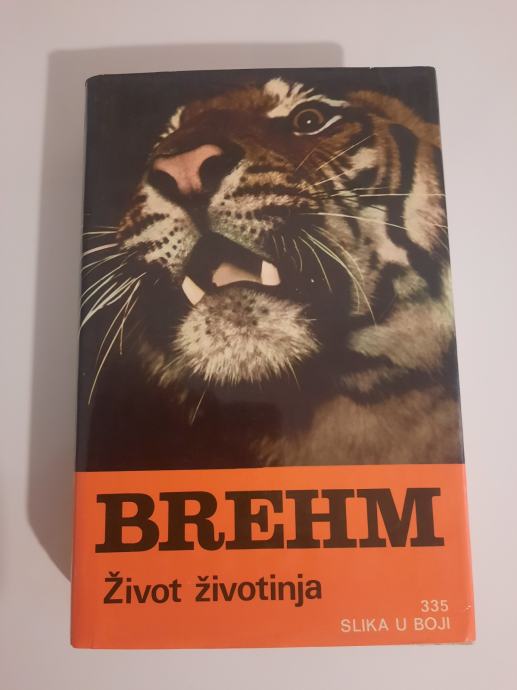 BREHM
Život životinja
335
SLIKA U BOJI